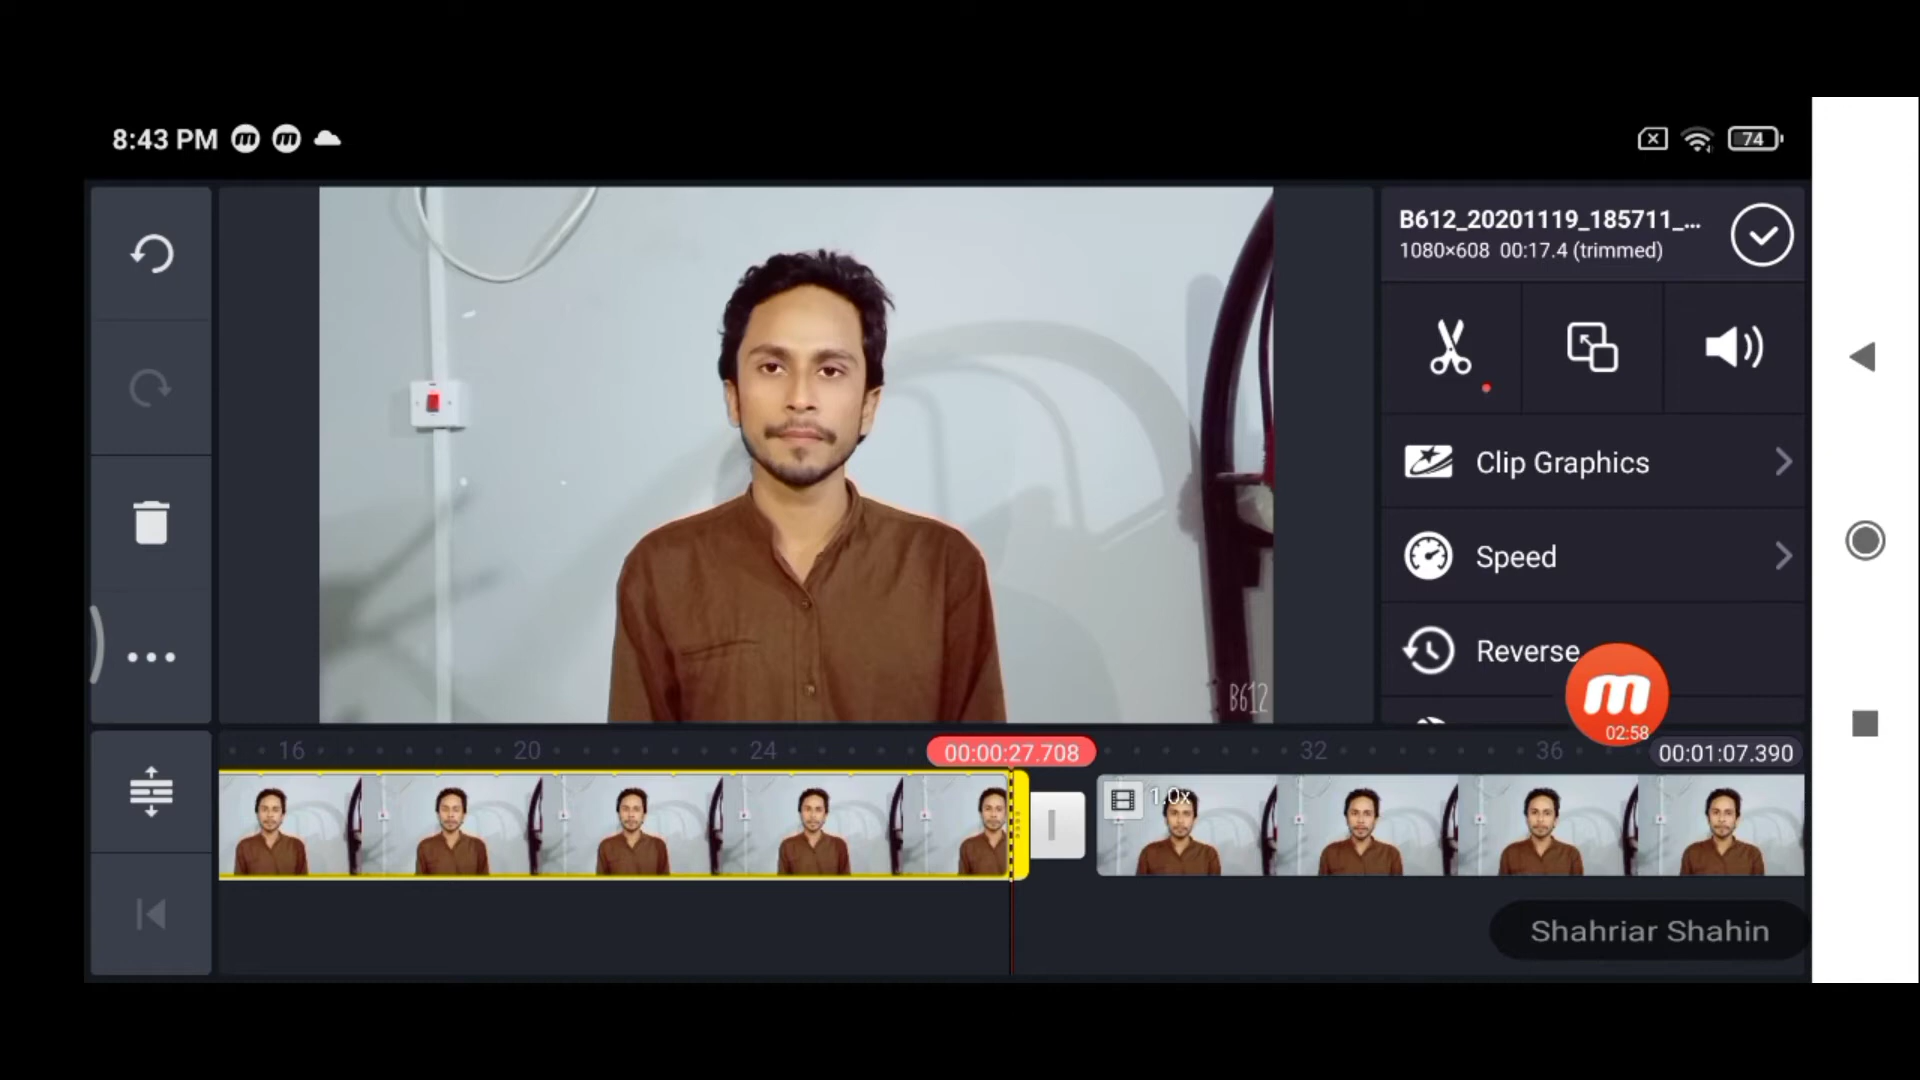 8:43 PM
74
B612_20201119_185711_...
1080×608 00:17.4 (trimmed)
Clip Graphics
Speed
Reverse
B612
02:58
16
20
24
00:00:27.708
32
36
00:01:07.390
1.0x
Shahriar Shahin